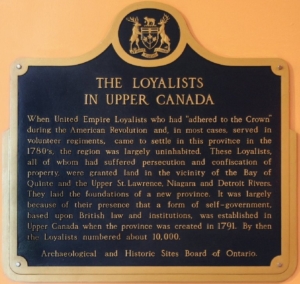 THE LOYALISTS
IN UPPER CANADA
When United Empire Loyalists who had "adhered to the Crown"
during the American Revolution and, in most cases, served in
volunteer regiments, came to settle in this province in the
1780's, the region was largely uninhabited. These Loyalists,
all of whom had suffered persecution and confiscation of
property, were granted land in the vicinity of the Bay of
Quinte and the Upper St. Lawrence, Niagara and Detroit Rivers.
They laid the foundations of a new province. It was largely
because of their presence that a form of self-government,
based upon British law and institutions, was established in
Upper Canada when the province was created in 1791. By then
the Loyalists numbered about 10,000.
Archaeological and Historic Sites Board of Ontario.